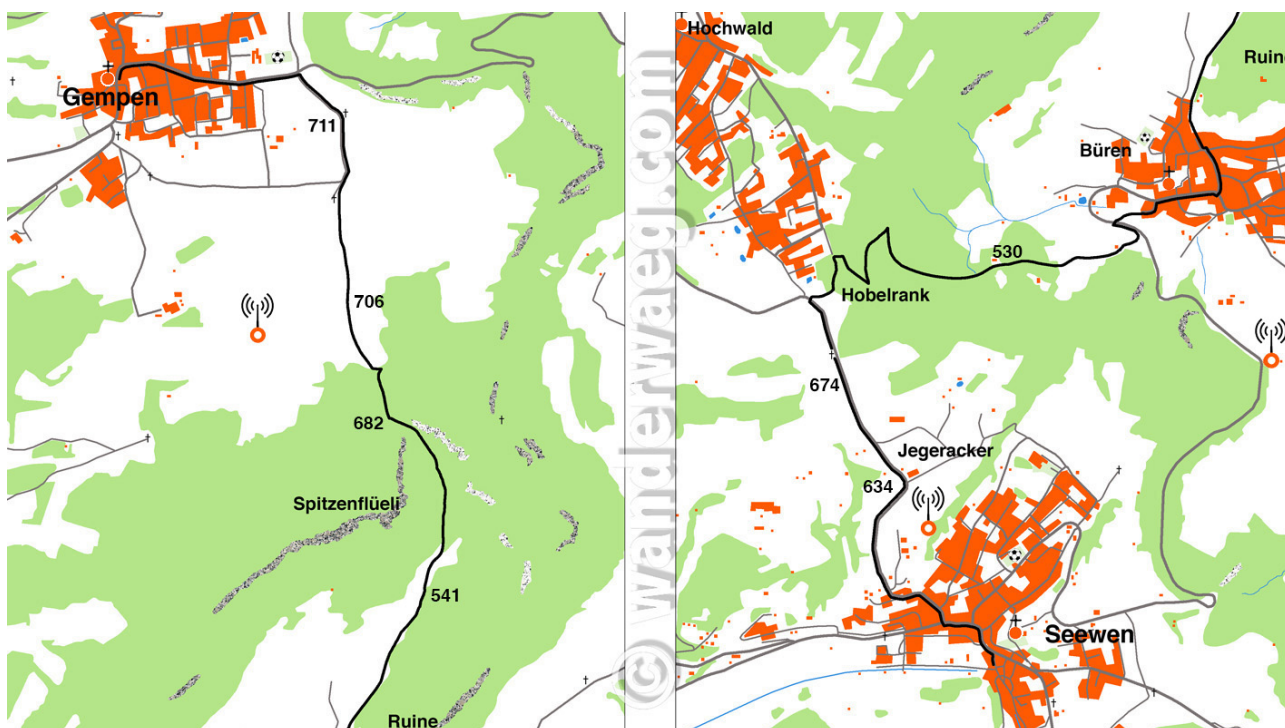 Gempen
711
706
682
Spitzenflüeli
541
Ruine
© wanderwaeg.com
Hochwald
Ruine
Büren
530
Hobelrank
674
Jegeracker
634
Seewen